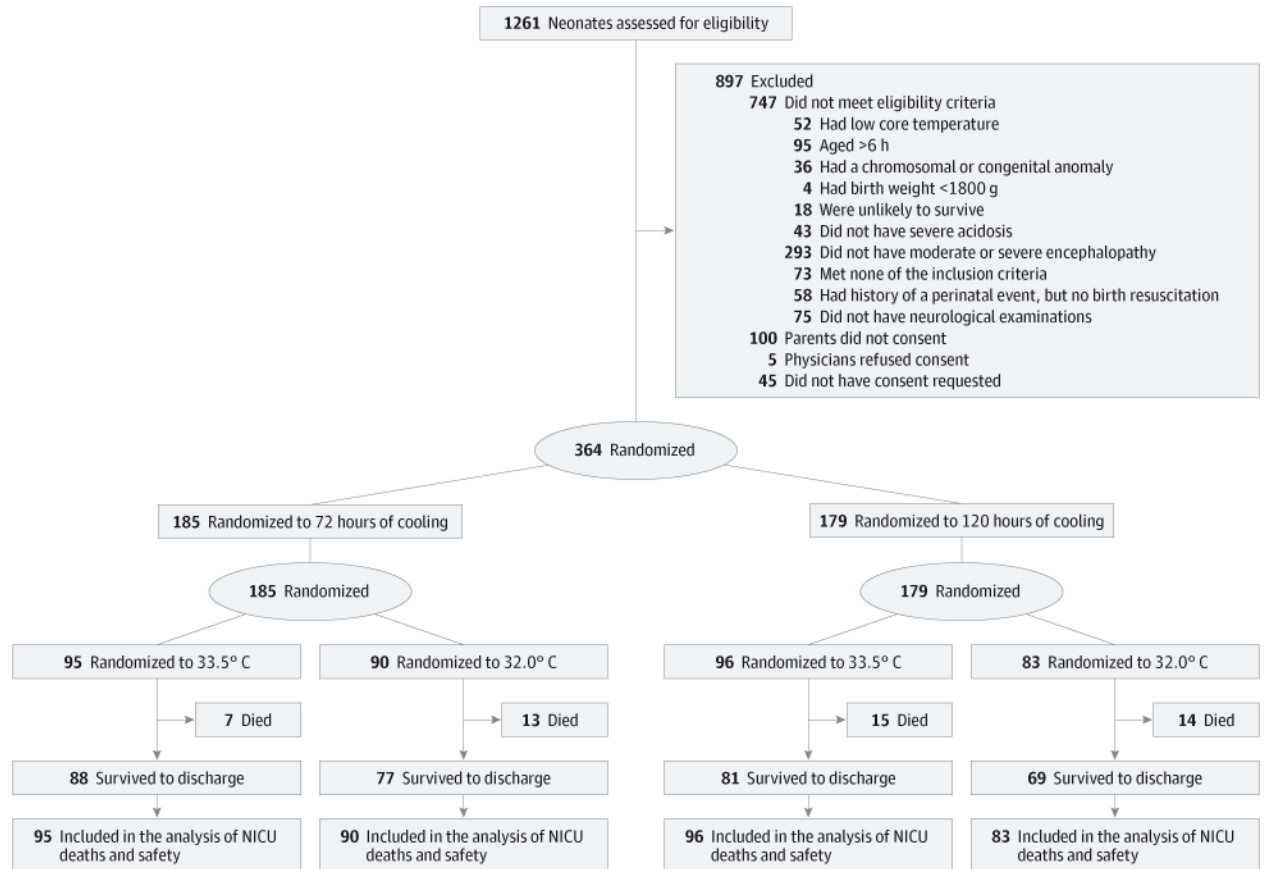 1261 Neonates assessed for eligibility
897 Excluded
747 Did not meet eligibility criteria
52 Had low core temperature
95 Aged >6 h
36 Had a chromosomal or congenital anomaly
4 Had birth weight <1800 g
18 Were unlikely to survive
43 Did not have severe acidosis
293 Did not have moderate or severe encephalopathy
73 Met none of the inclusion criteria
58 Had history of a perinatal event, but no birth resuscitation
75 Did not have neurological examinations
100 Parents did not consent
5 Physicians refused consent
45 Did not have consent requested
364 Randomized
185 Randomized to 72 hours of cooling
179 Randomized to 120 hours of cooling
185 Randomized
179 Randomized
95 Randomized to 33.5° C
90 Randomized to 32.0° C
96 Randomized to 33.5° C
83 Randomized to 32.0° C
7 Died
13 Died
15 Died
14 Died
88 Survived to discharge
77 Survived to discharge
81 Survived to discharge
69 Survived to discharge
95 Included in the analysis of NICU
deaths and safety
90 Included in the analysis of NICU
deaths and safety
96 Included in the analysis of NICU
deaths and safety
83 Included in the analysis of NICU
deaths and safety